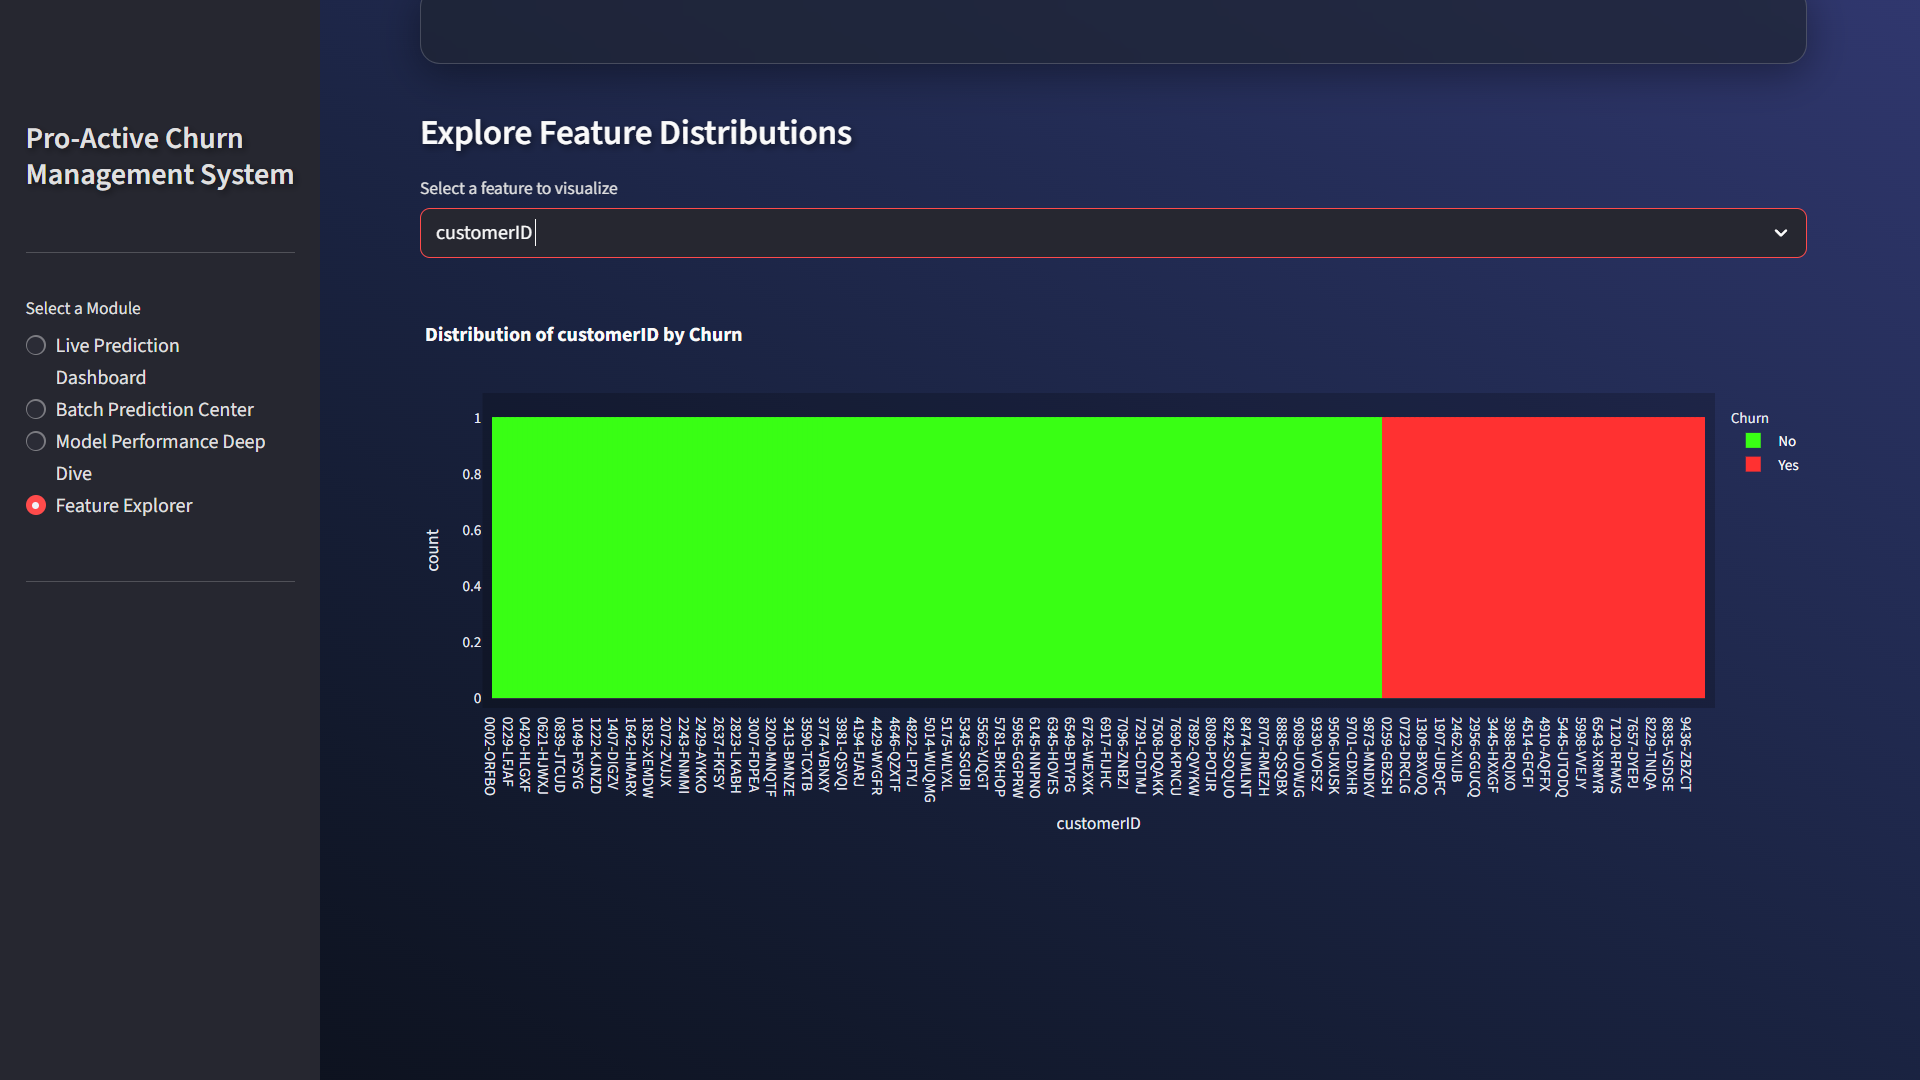 Pro-Active Churn
Management System
Select a Module
Live Prediction
Dashboard
Batch Prediction Center
Model Performance Deep
Dive
Feature Explorer
Explore Feature Distributions
Select a feature to visualize
customerID
Distribution of customerID by Churn
Churn
No
Yes
count
1
0.8
0.6
0.4
0.2
0
0002-ORFBO
0229-LFJAF
0420-HLGXF
0621-HJWXJ
0839-JTCUD
1049-FYSYG
1222-KJNZD
1407-DIGZV
1642-HMARX
1852-XEMDW
2072-ZVJJX
2243-FNMMI
2429-AYKKO
2637-FKFSY
2823-LKABH
3007-FDPEA
3200-MNQTF
3413-BMNZE
3590-TCXTB
3774-VBNXY
3981-QSVQI
4194-FJARJ
4429-WYGFR
4646-QZXTF
4822-LPTYJ
5014-WUQMG
5175-WLYXL
5343-SGUBI
5562-YJQGT
5781-BKHOP
5965-GGPRW
6145-NNPNO
6345-HOVES
6549-BTYPG
6726-WEXXK
6917-FIJHC
7096-ZNBZI
7291-CDTMJ
7508-DQAKK
7690-KPNCU
7892-QVYKW
8080-POTJR
8242-SOQUO
8474-UMLNT
8707-RMEZH
8885-QSQBX
9089-UOWJG
9330-VOFSZ
9506-UXUSK
9701-CDXHR
9873-MNDKV
0259-GBZSH
0723-DRCLG
1309-BXVOQ
1907-UBQFC
2462-XIIJB
2956-GGUCQ
3445-HXXGF
3988-RQIXO
4514-GFCFI
4910-AQFFX
5445-UTODQ
5998-VVEJY
6543-XRMYR
7120-RFMVS
7657-DYEPJ
8229-TNIQA
8835-VSDSE
9436-ZBZCT
customerID